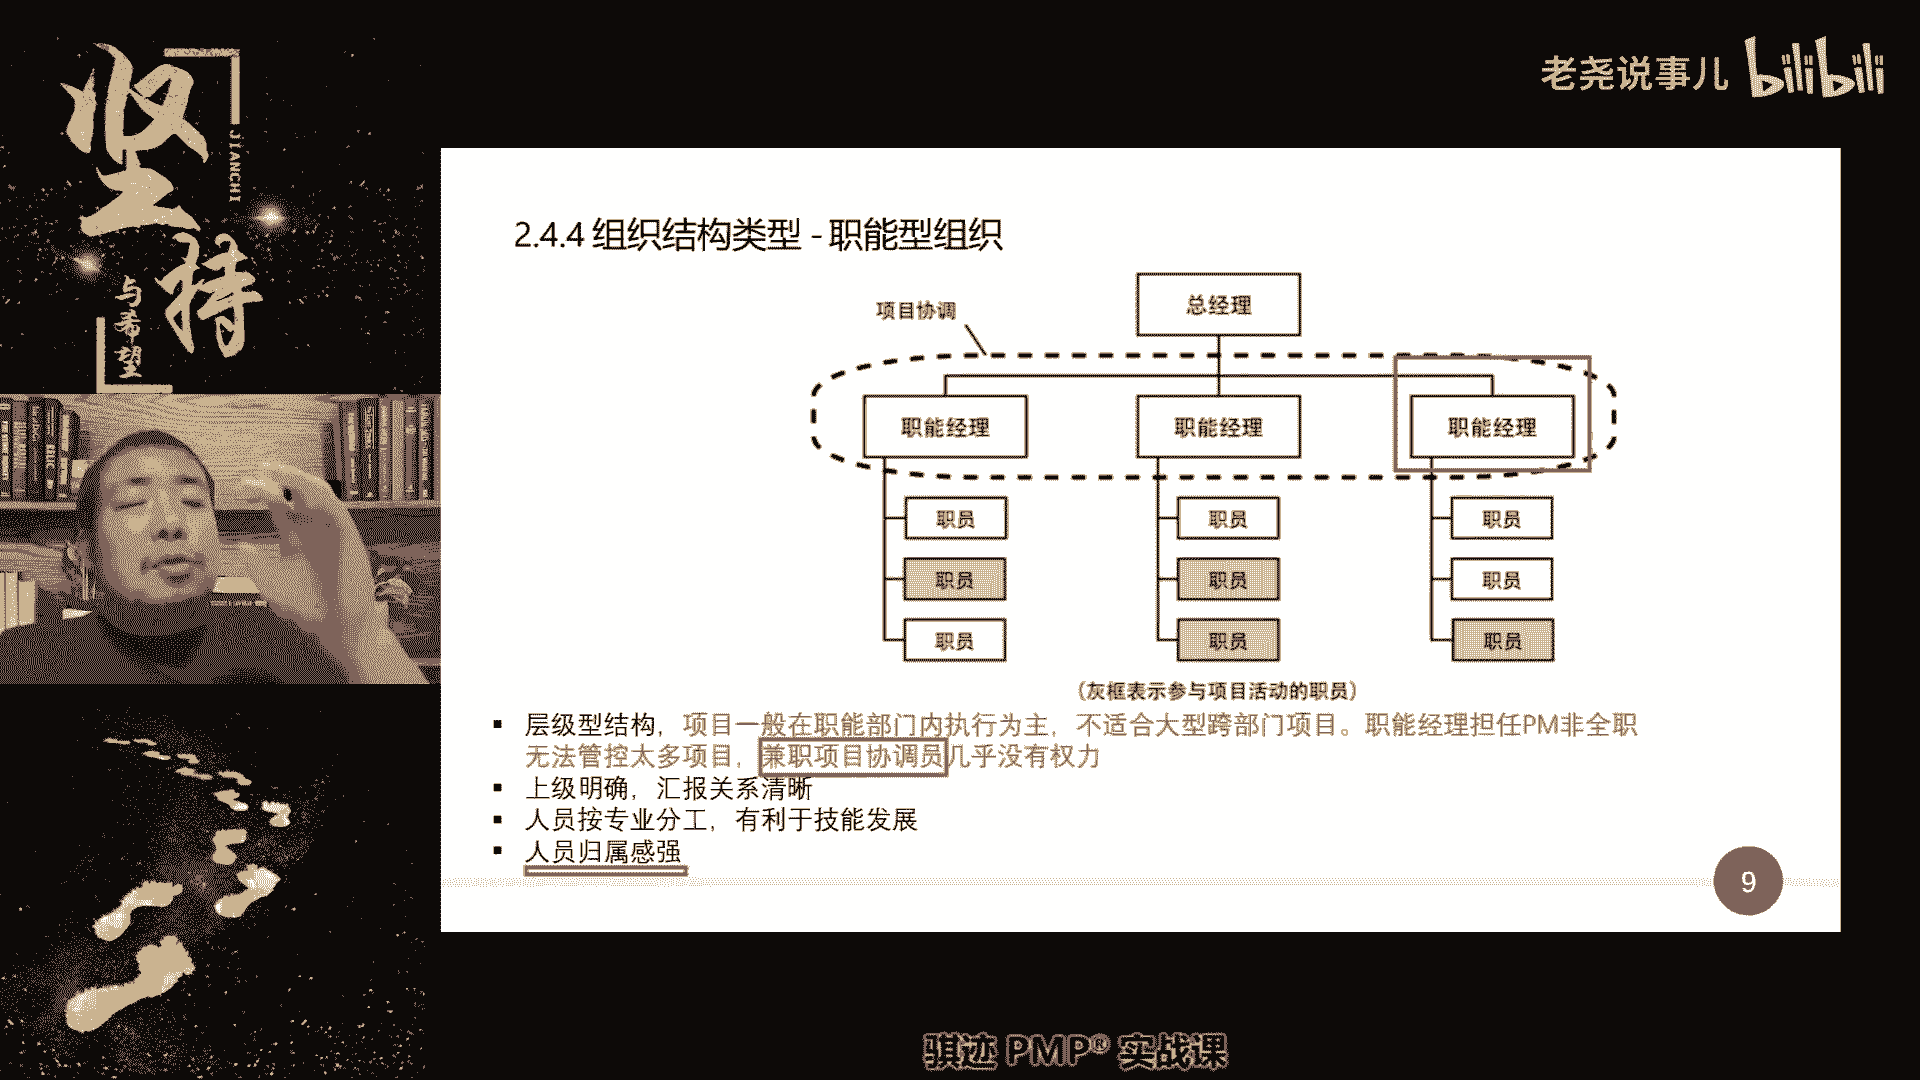 坚持
JIANCHI
与希望
老尧说事儿 bilibili
2.4.4 组织结构类型 - 职能型组织
总经理
项目协调
职能经理 职能经理 职能经理
职员 职员 职员
职员 职员 职员
职员 职员 职员
（灰框表示参与项目活动的职员）
▪ 层级型结构，项目一般在职能部门内执行为主，不适合大型跨部门项目。职能经理担任PM非全职
无法管控太多项目，兼职项目协调员几乎没有权力
▪ 上级明确，汇报关系清晰
▪ 人员按专业分工，有利于技能发展
▪ 人员归属感强
9
骐迹 PMP® 实战课